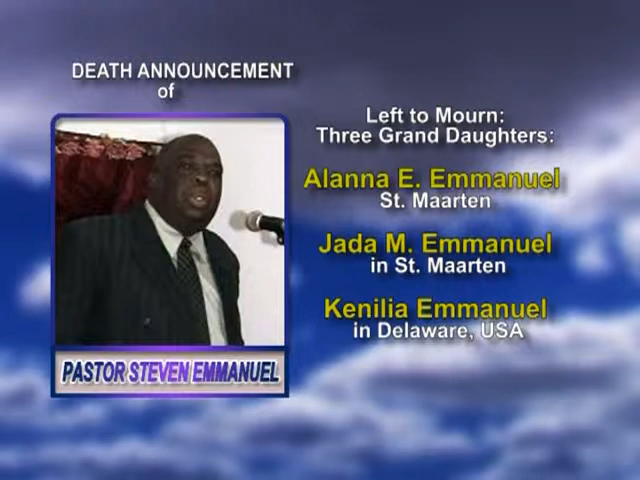 DEATH ANNOUNCEMENT
of
PASTOR STEVEN EMMANUEL
Left to Mourn:
Three Grand Daughters:
Alanna E. Emmanuel
St. Maarten
Jada M. Emmanuel
in St. Maarten
Kenilia Emmanuel
in Delaware, USA